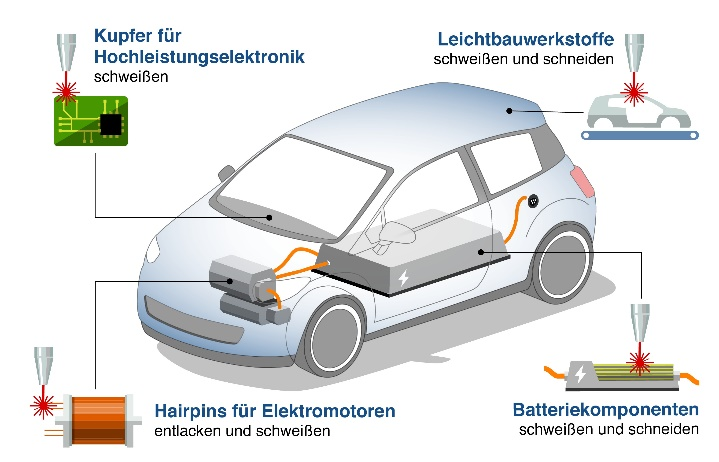 Kupfer für
Hochleistungselektronik
schweißen
Leichtbauwerkstoffe
schweißen und schneiden
Hairpins für Elektromotoren
entlacken und schweißen
Batteriekomponenten
schweißen und schneiden